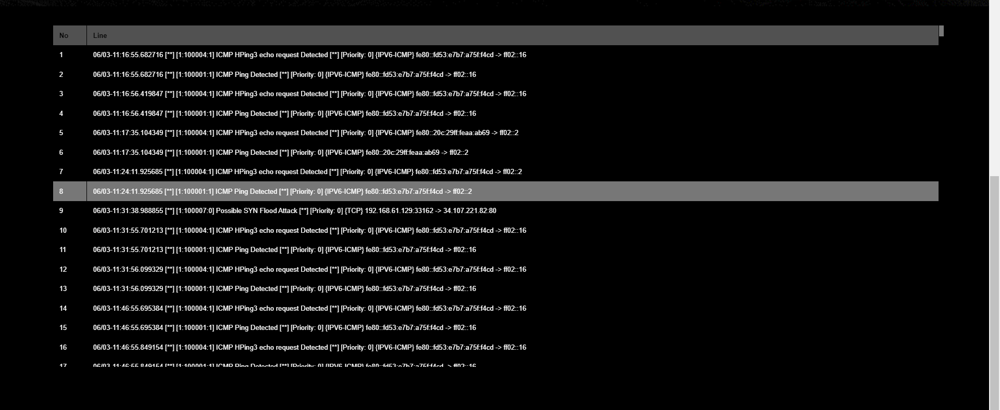 No Line
1 06/03-11:16:55.682716 [**] [1:100004:1] ICMP HPing3 echo request Detected [**] [Priority: 0] {IPV6-ICMP} fe80::fd53:e7b7:a75f:f4cd -> ff02::16
2 06/03-11:16:55.682716 [**] [1:100001:1] ICMP Ping Detected [**] [Priority: 0] {IPV6-ICMP} fe80::fd53:e7b7:a75f:f4cd -> ff02::16
3 06/03-11:16:56.419847 [**] [1:100004:1] ICMP HPing3 echo request Detected [**] [Priority: 0] {IPV6-ICMP} fe80::fd53:e7b7:a75f:f4cd -> ff02::16
4 06/03-11:16:56.419847 [**] [1:100001:1] ICMP Ping Detected [**] [Priority: 0] {IPV6-ICMP} fe80::fd53:e7b7:a75f:f4cd -> ff02::16
5 06/03-11:17:35.104349 [**] [1:100004:1] ICMP HPing3 echo request Detected [**] [Priority: 0] {IPV6-ICMP} fe80::20c:29ff:feaa:ab69 -> ff02::2
6 06/03-11:17:35.104349 [**] [1:100001:1] ICMP Ping Detected [**] [Priority: 0] {IPV6-ICMP} fe80::20c:29ff:feaa:ab69 -> ff02::2
7 06/03-11:24:11.925685 [**] [1:100004:1] ICMP HPing3 echo request Detected [**] [Priority: 0] {IPV6-ICMP} fe80::fd53:e7b7:a75f:f4cd -> ff02::2
8 06/03-11:24:11.925685 [**] [1:100001:1] ICMP Ping Detected [**] [Priority: 0] {IPV6-ICMP} fe80::fd53:e7b7:a75f:f4cd -> ff02::2
9 06/03-11:31:38.988855 [**] [1:100007:0] Possible SYN Flood Attack [**] [Priority: 0] {TCP} 192.168.61.129:33162 -> 34.107.221.82:80
10 06/03-11:31:55.701213 [**] [1:100004:1] ICMP HPing3 echo request Detected [**] [Priority: 0] {IPV6-ICMP} fe80::fd53:e7b7:a75f:f4cd -> ff02::16
11 06/03-11:31:55.701213 [**] [1:100001:1] ICMP Ping Detected [**] [Priority: 0] {IPV6-ICMP} fe80::fd53:e7b7:a75f:f4cd -> ff02::16
12 06/03-11:31:56.099329 [**] [1:100004:1] ICMP HPing3 echo request Detected [**] [Priority: 0] {IPV6-ICMP} fe80::fd53:e7b7:a75f:f4cd -> ff02::16
13 06/03-11:31:56.099329 [**] [1:100001:1] ICMP Ping Detected [**] [Priority: 0] {IPV6-ICMP} fe80::fd53:e7b7:a75f:f4cd -> ff02::16
14 06/03-11:46:55.695384 [**] [1:100004:1] ICMP HPing3 echo request Detected [**] [Priority: 0] {IPV6-ICMP} fe80::fd53:e7b7:a75f:f4cd -> ff02::16
15 06/03-11:46:55.695384 [**] [1:100001:1] ICMP Ping Detected [**] [Priority: 0] {IPV6-ICMP} fe80::fd53:e7b7:a75f:f4cd -> ff02::16
16 06/03-11:46:55.849154 [**] [1:100004:1] ICMP HPing3 echo request Detected [**] [Priority: 0] {IPV6-ICMP} fe80::fd53:e7b7:a75f:f4cd -> ff02::16
17 06/03-11:46:55.849154 [**] [1:100001:1] ICMP Ping Detected [**] [Priority: 0] {IPV6-ICMP} fe80::fd53:e7b7:a75f:f4cd -> ff02::16